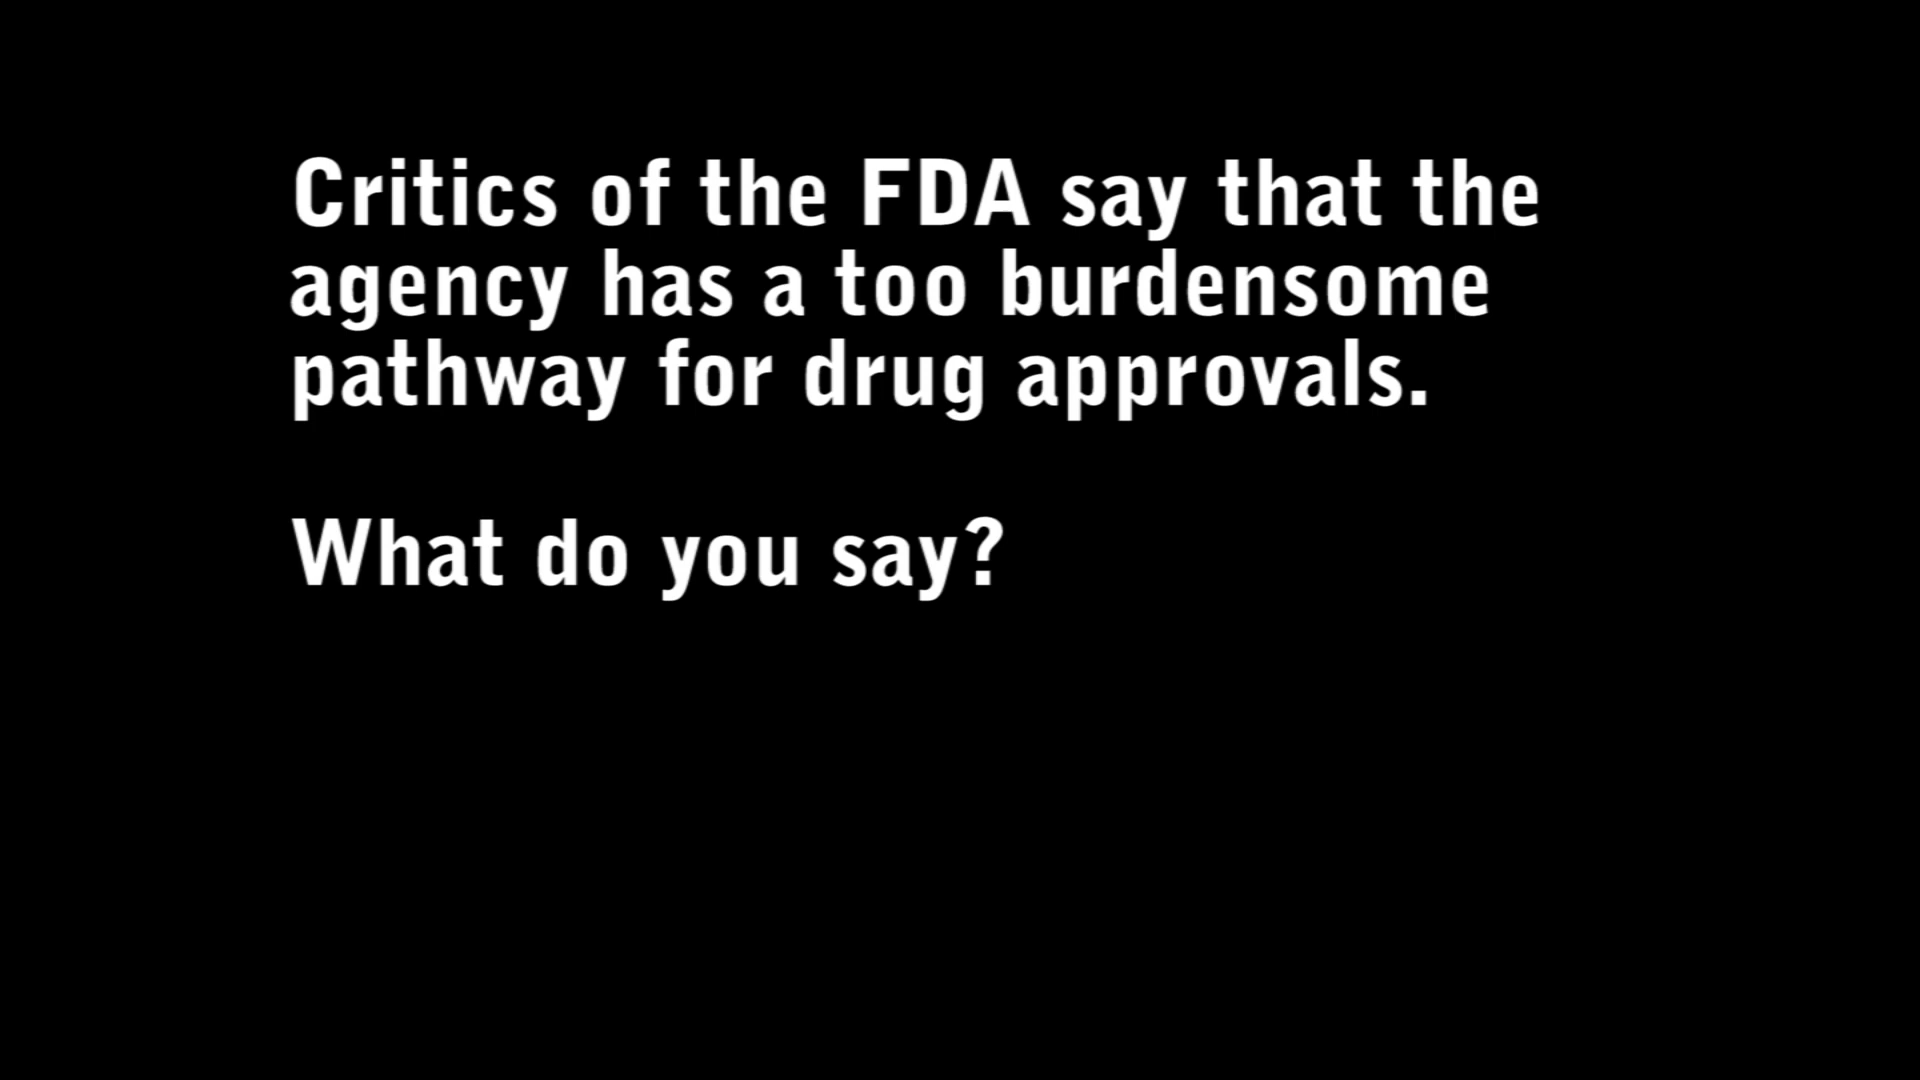 Critics of the FDA say that the
agency has a too burdensome
pathway for drug approvals.
What do you say?